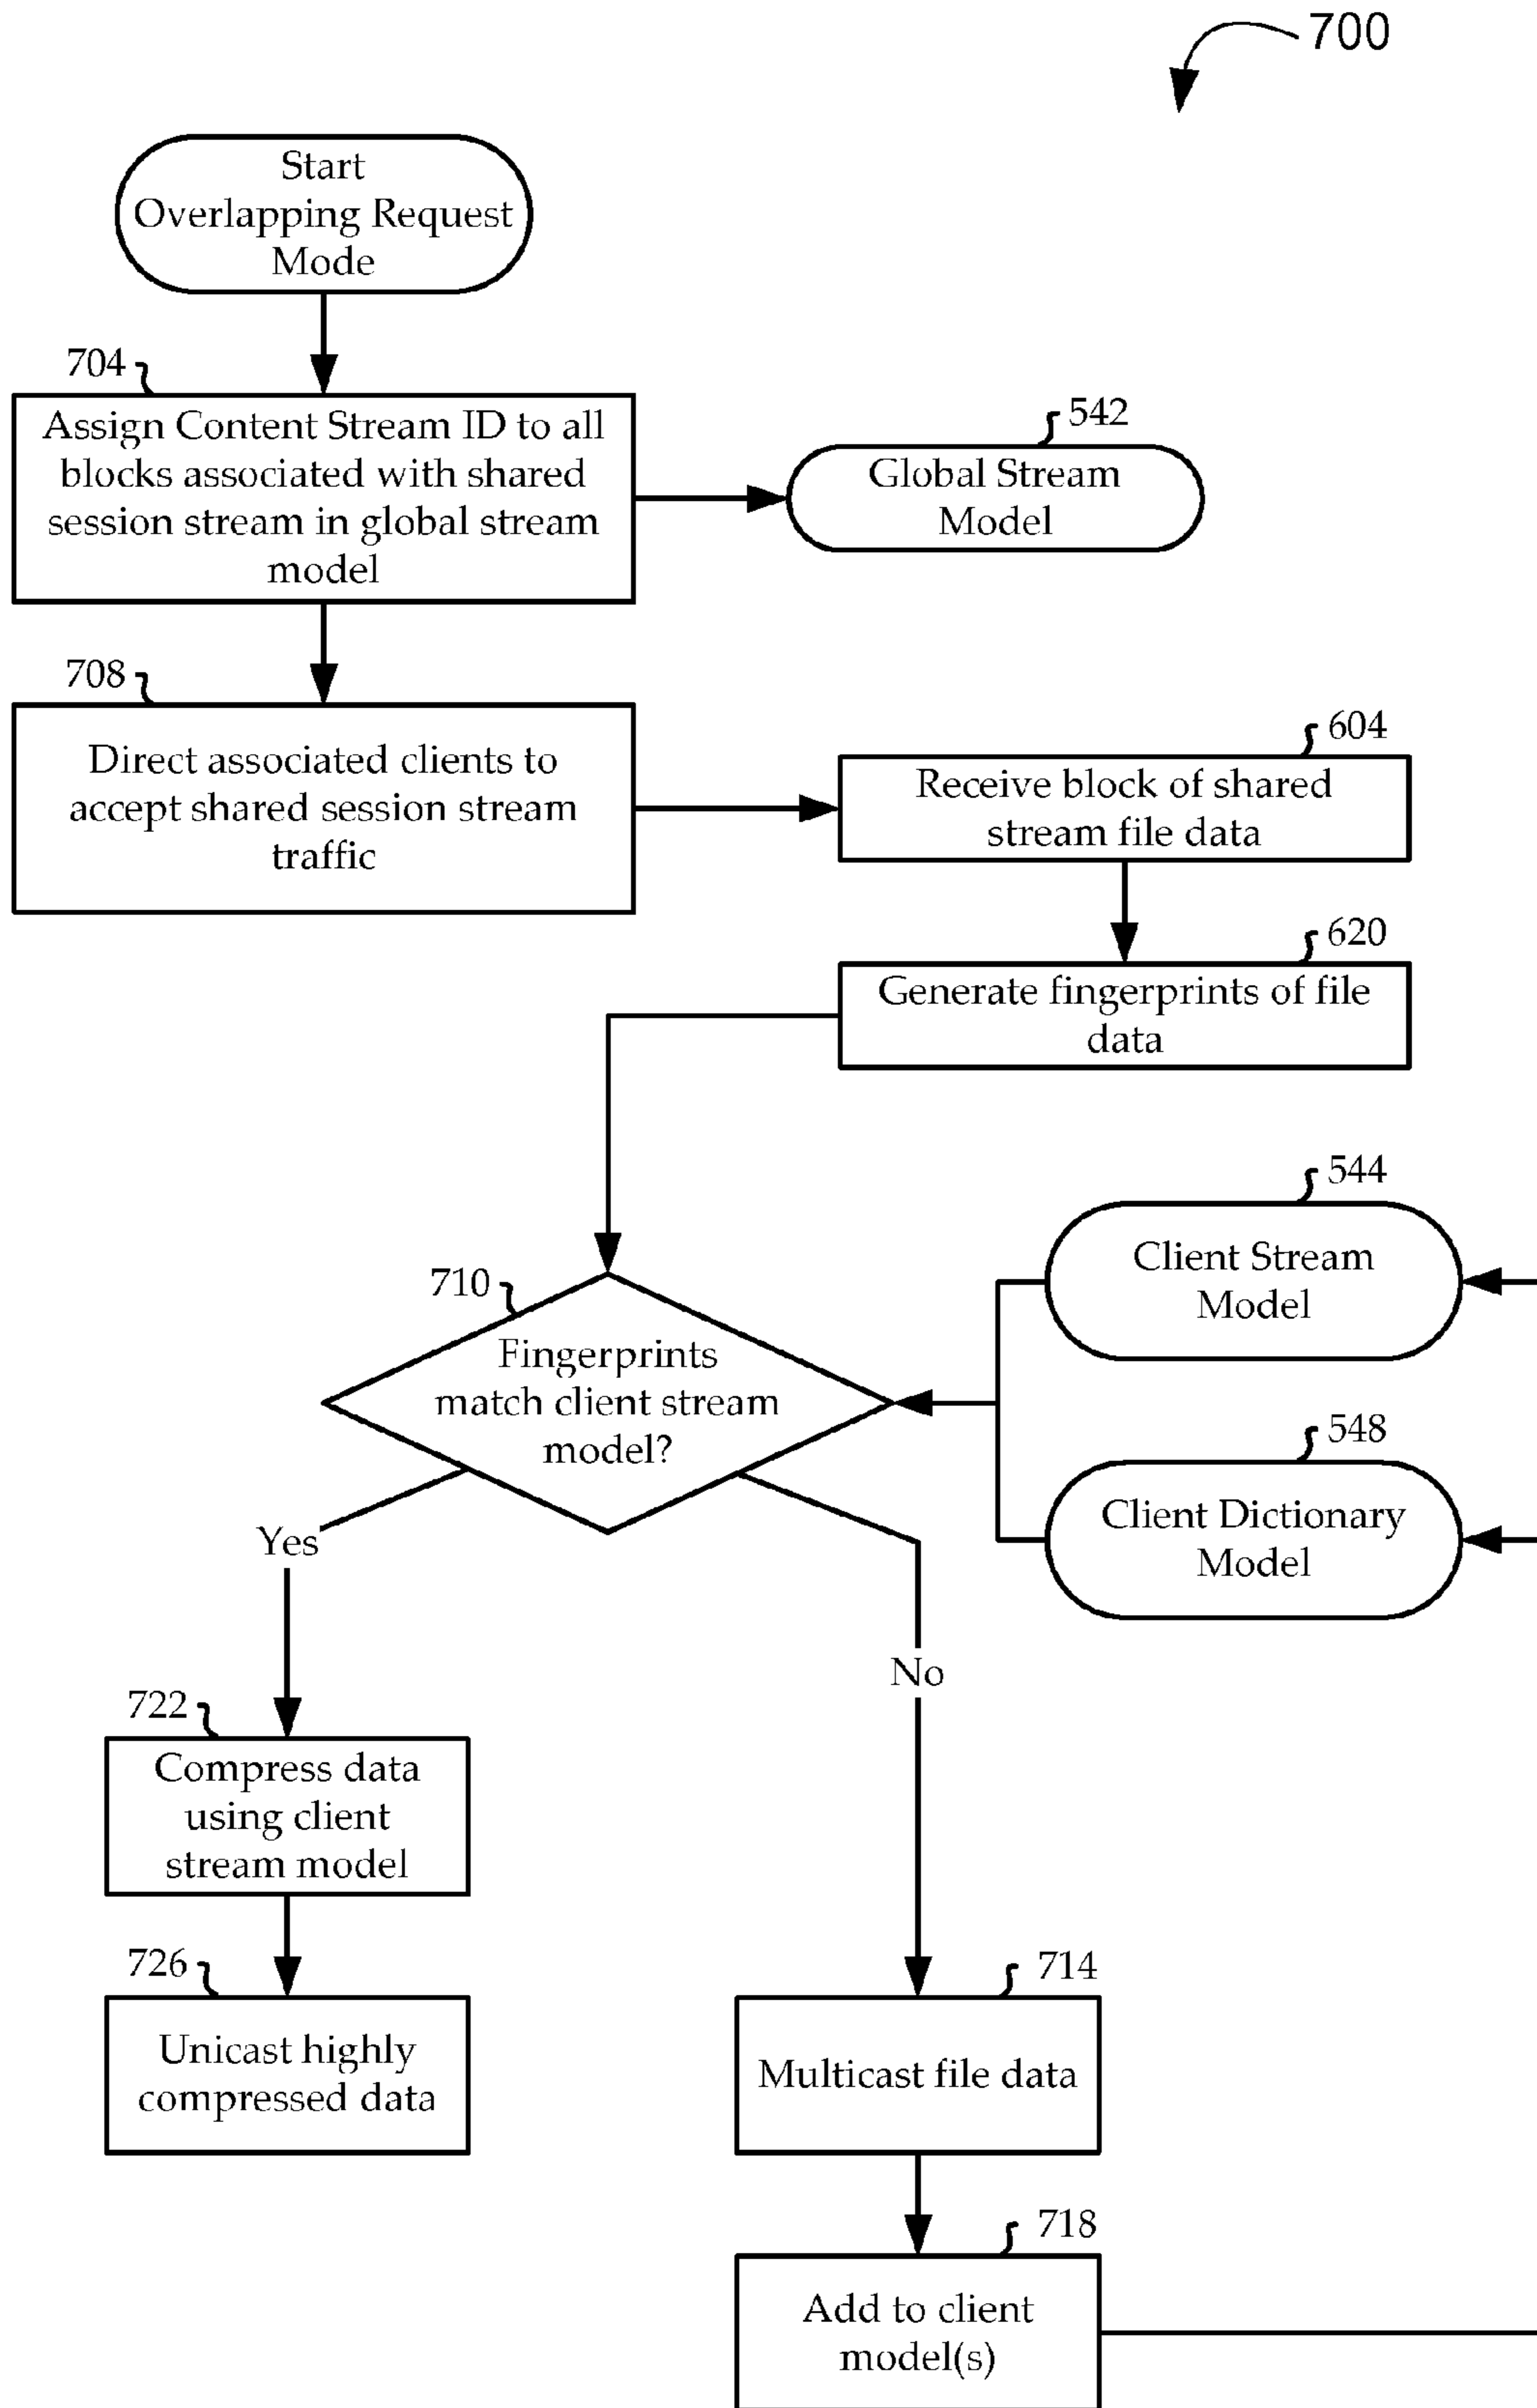 700
Start
Overlapping Request
Mode
704
Assign Content Stream ID to all
blocks associated with shared
session stream in global stream
model
542
Global Stream
Model
708
Direct associated clients to
accept shared session stream
traffic
604
Receive block of shared
stream file data
620
Generate fingerprints of file
data
544
Client Stream
Model
710
Fingerprints
match client stream
model?
548
Client Dictionary
Model
Yes
No
722
Compress data
using client
stream model
726
Unicast highly
compressed data
714
Multicast file data
718
Add to client
model(s)